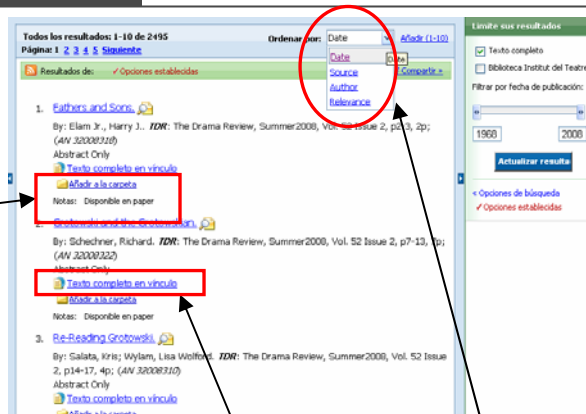 Todos los resultados: 1-10 de 2495
Ordenar por: Date
Añadir (1-10)
Página: 1 2 3 4 5 Siguiente
Date
Source
Author
Relevance
Date
Resultados de: ✓Opciones establecidas
Compartir »
1. Fathers and Sons.
By: Elam Jr., Harry J.. TDR: The Drama Review, Summer2008, Vol. 52 Issue 2, p2-3, 2p;
(AN 32008318)
Abstract Only
Texto completo en vínculo
Añadir a la carpeta
Notas: Disponible en paper
2. Grotowski and the Grotowskian.
By: Schechner, Richard. TDR: The Drama Review, Summer2008, Vol. 52 Issue 2, p7-13, 7p;
(AN 32008322)
Abstract Only
Texto completo en vínculo
Añadir a la carpeta
Notas: Disponible en paper
3. Re-Reading Grotowski.
By: Salata, Kris; Wylam, Lisa Wolford. TDR: The Drama Review, Summer2008, Vol. 52 Issue
2, p14-17, 4p; (AN 32008310)
Abstract Only
Texto completo en vínculo
Añadir a la carpeta
Limite sus resultados
Texto completo
Biblioteca Institut del Teatre
Filtrar por fecha de publicación:
1968 2008
Actualizar resulta
« Opciones de búsqueda
✓Opciones establecidas